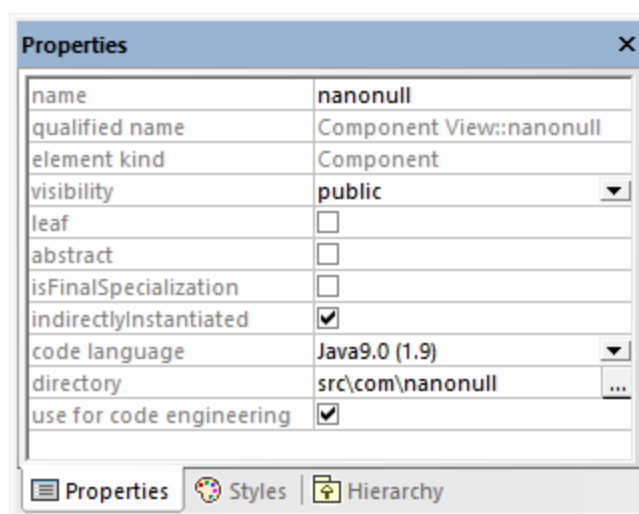 Properties
name nanonull
qualified name Component View::nanonull
element kind Component
visibility public
leaf
abstract
isFinalSpecialization
indirectlyInstantiated
code language Java9.0 (1.9)
directory src\com\nanonull ...
use for code engineering
Properties Styles Hierarchy